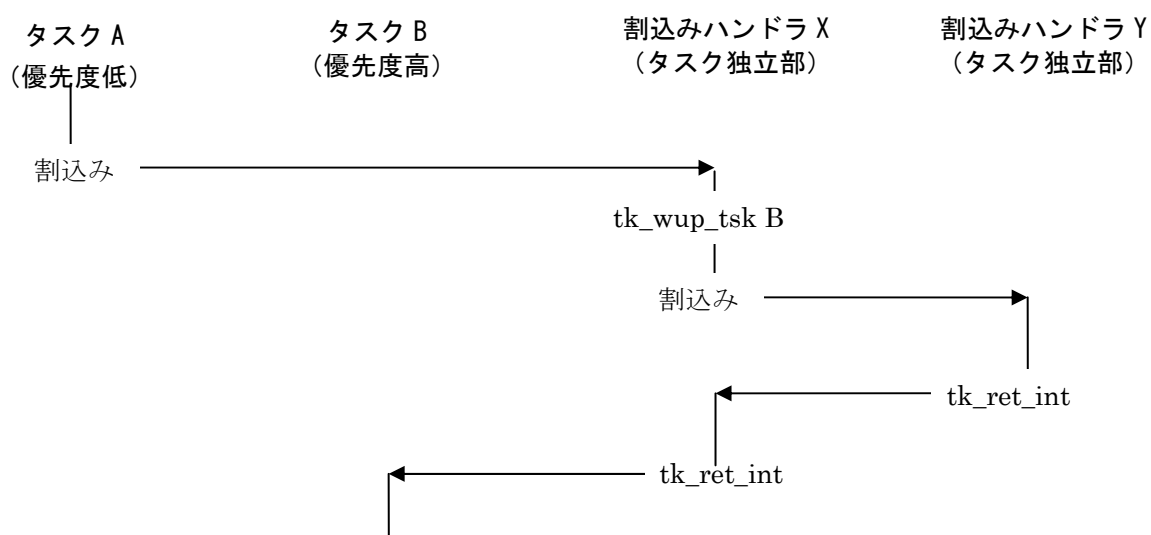 タスク A
(優先度低)
タスク B
(優先度高)
割込みハンドラ X
(タスク独立部)
割込みハンドラ Y
(タスク独立部)
割込み
tk_wup_tsk B
割込み
tk_ret_int
tk_ret_int